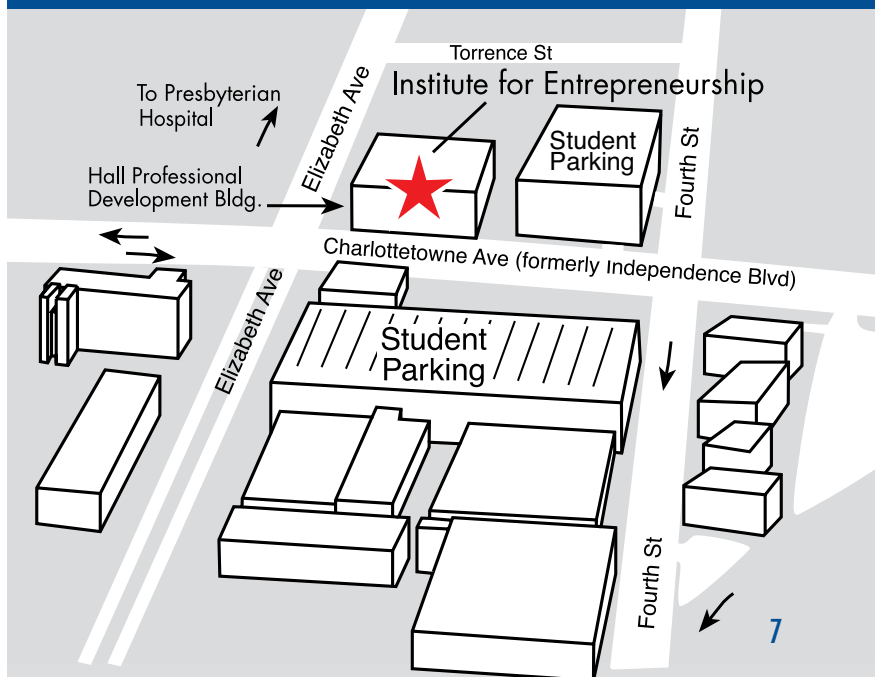 Torrence St
Institute for Entrepreneurship
To Presbyterian
Hospital
Elizabeth Ave
Student
Parking
Fourth St
Hall Professional
Development Bldg.
Charlottetowne Ave (formerly Independence Blvd)
Elizabeth Ave
Student
Parking
Fourth St
7